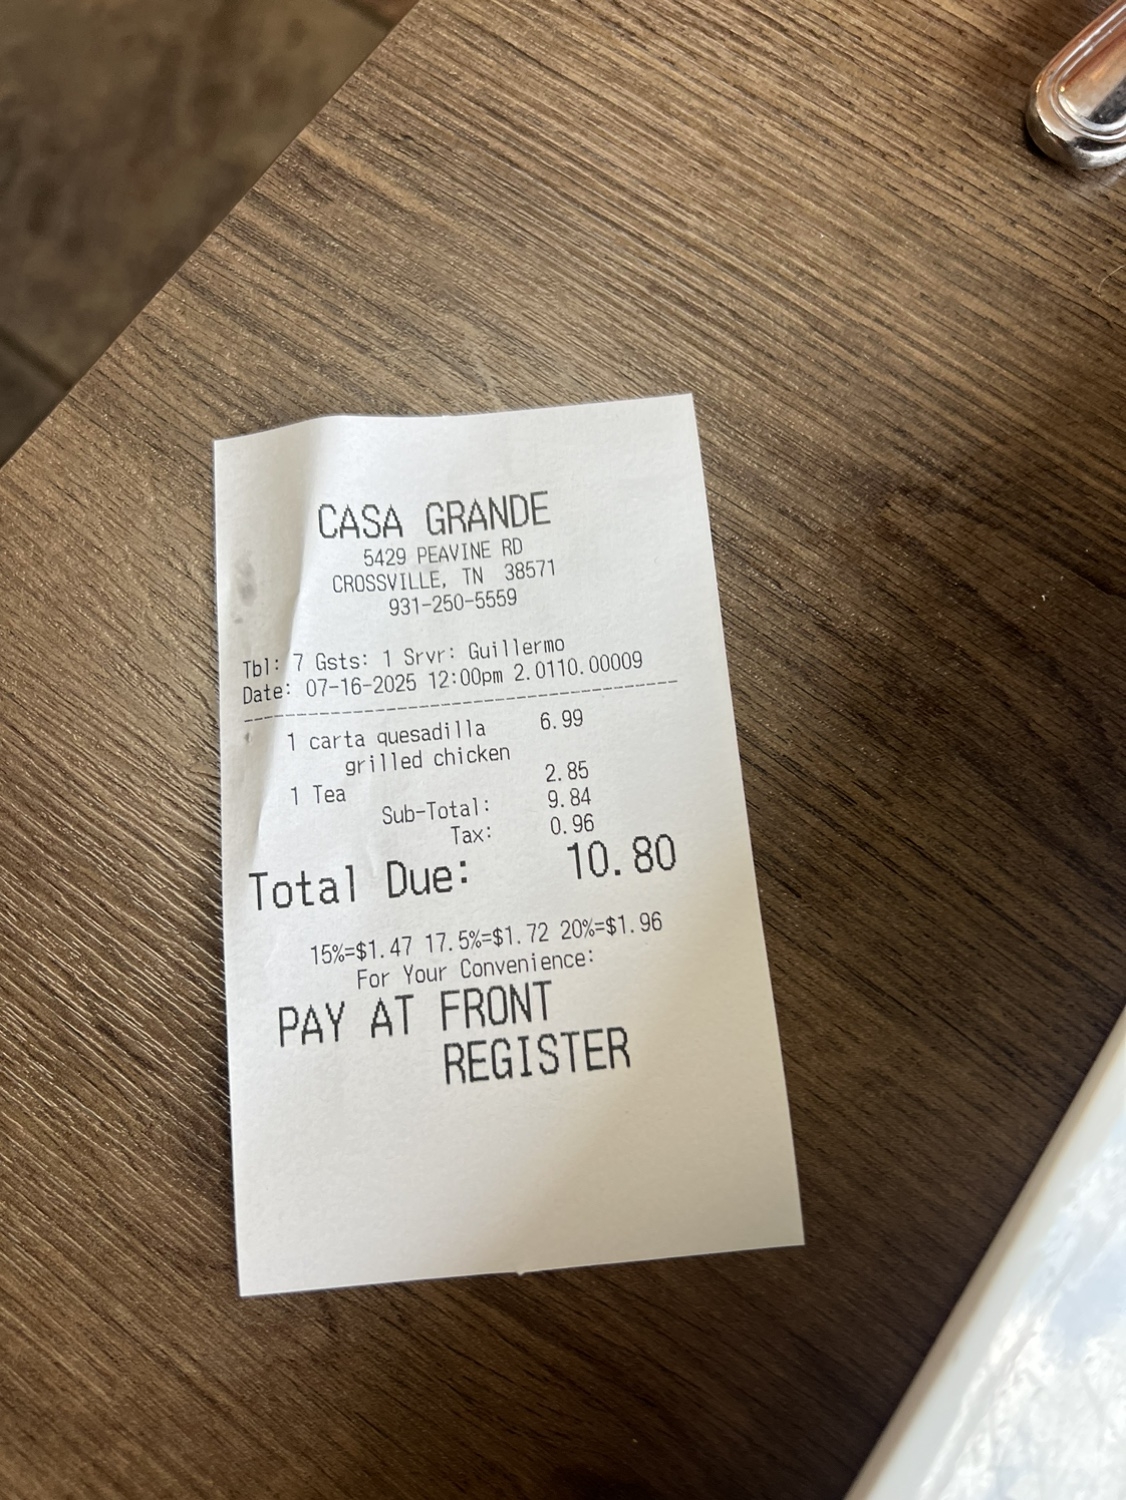 CASA GRANDE
5429 PEAVINE RD
CROSSVILLE, TN 38571
931-250-5559
Tbl: 7 Gsts: 1 Srvr: Guillermo
Date: 07-16-2025 12:00pm 2.0110.00009
1 carta quesadilla 6.99
grilled chicken
1 Tea 2.85
Sub-Total: 9.84
Tax: 0.96
Total Due: 10.80
15%=$1.47 17.5%=$1.72 20%=$1.96
For Your Convenience:
PAY AT FRONT
REGISTER